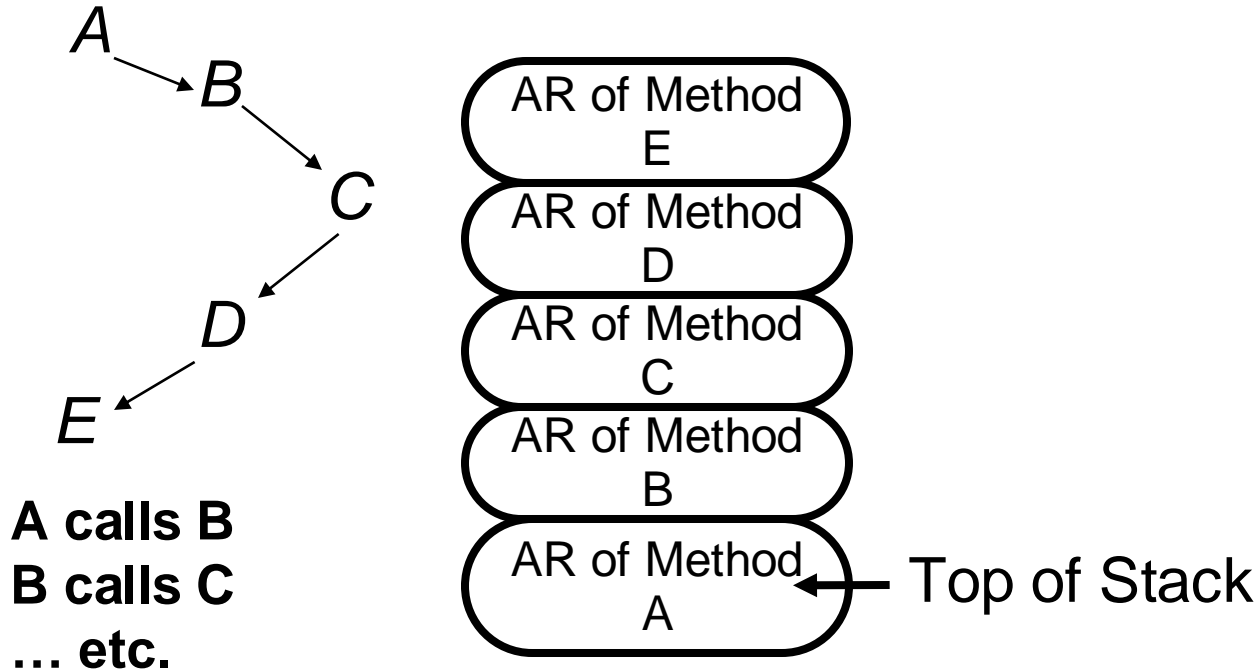 A
B
C
D
E
A calls B
B calls C
... etc.
AR of Method
E
AR of Method
D
AR of Method
C
AR of Method
B
AR of Method
A
Top of Stack